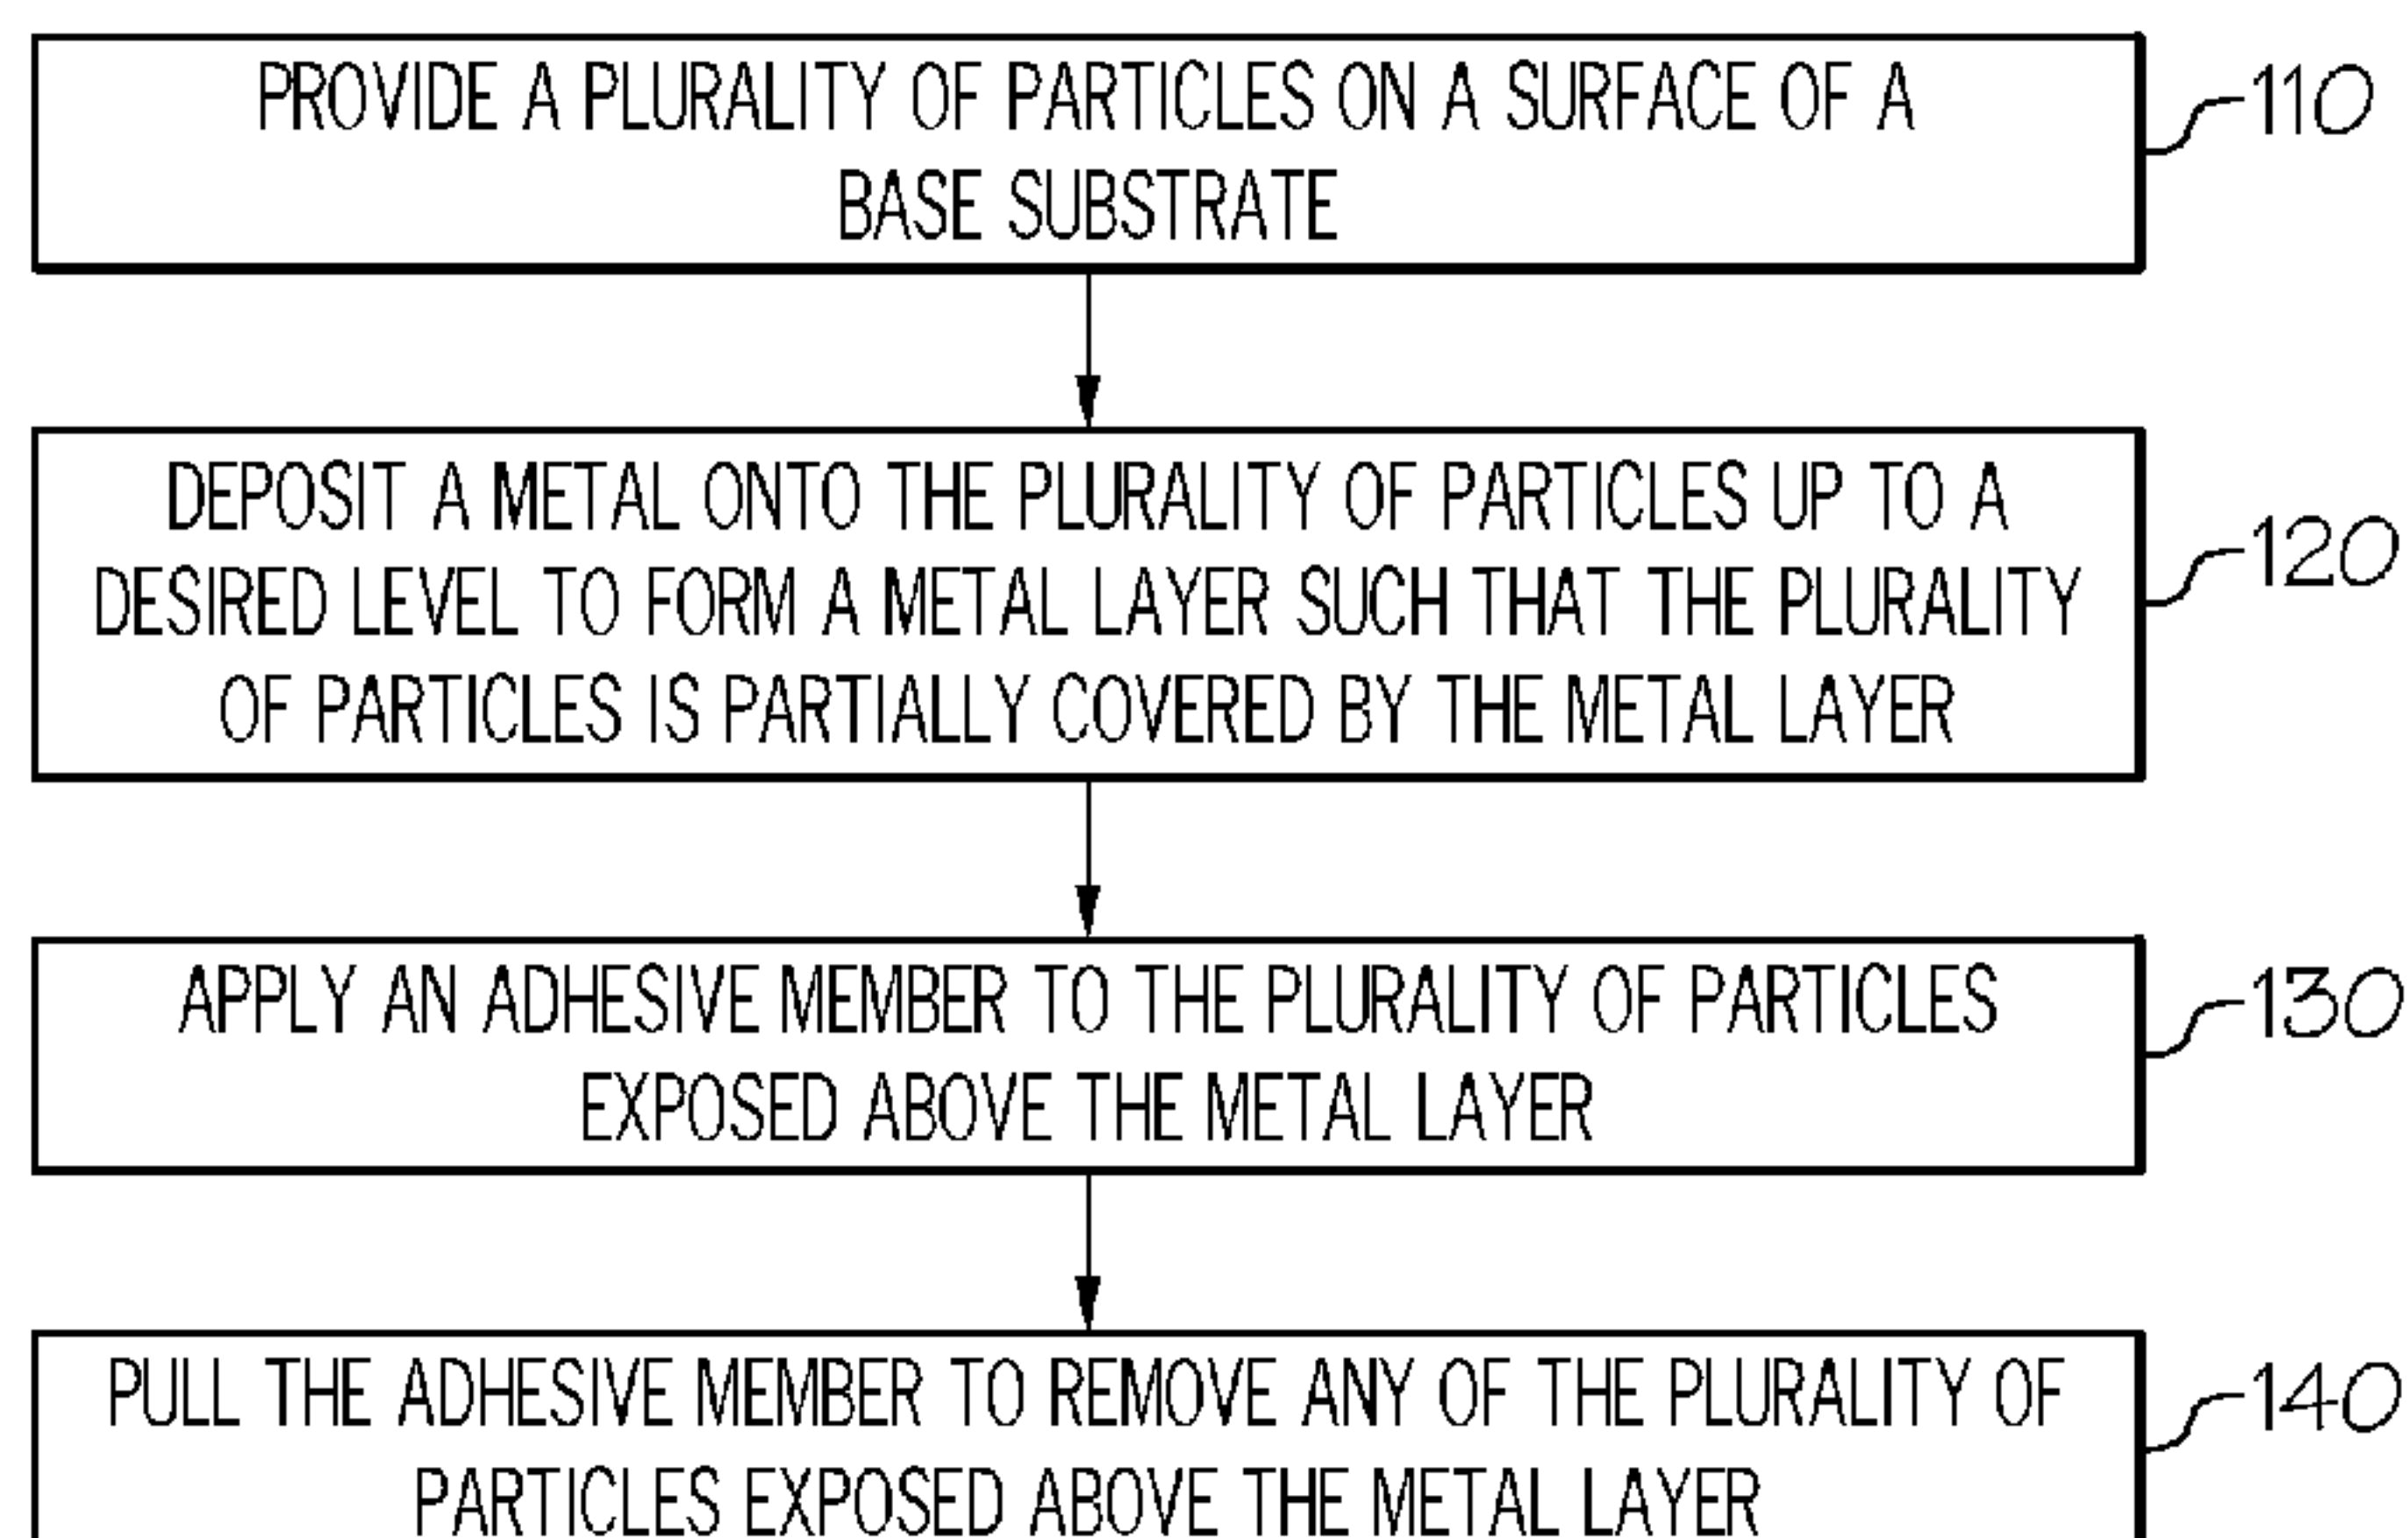 PROVIDE A PLURALITY OF PARTICLES ON A SURFACE OF A
BASE SUBSTRATE
110
DEPOSIT A METAL ONTO THE PLURALITY OF PARTICLES UP TO A
DESIRED LEVEL TO FORM A METAL LAYER SUCH THAT THE PLURALITY
OF PARTICLES IS PARTIALLY COVERED BY THE METAL LAYER
120
APPLY AN ADHESIVE MEMBER TO THE PLURALITY OF PARTICLES
EXPOSED ABOVE THE METAL LAYER
130
PULL THE ADHESIVE MEMBER TO REMOVE ANY OF THE PLURALITY OF
PARTICLES EXPOSED ABOVE THE METAL LAYER
140